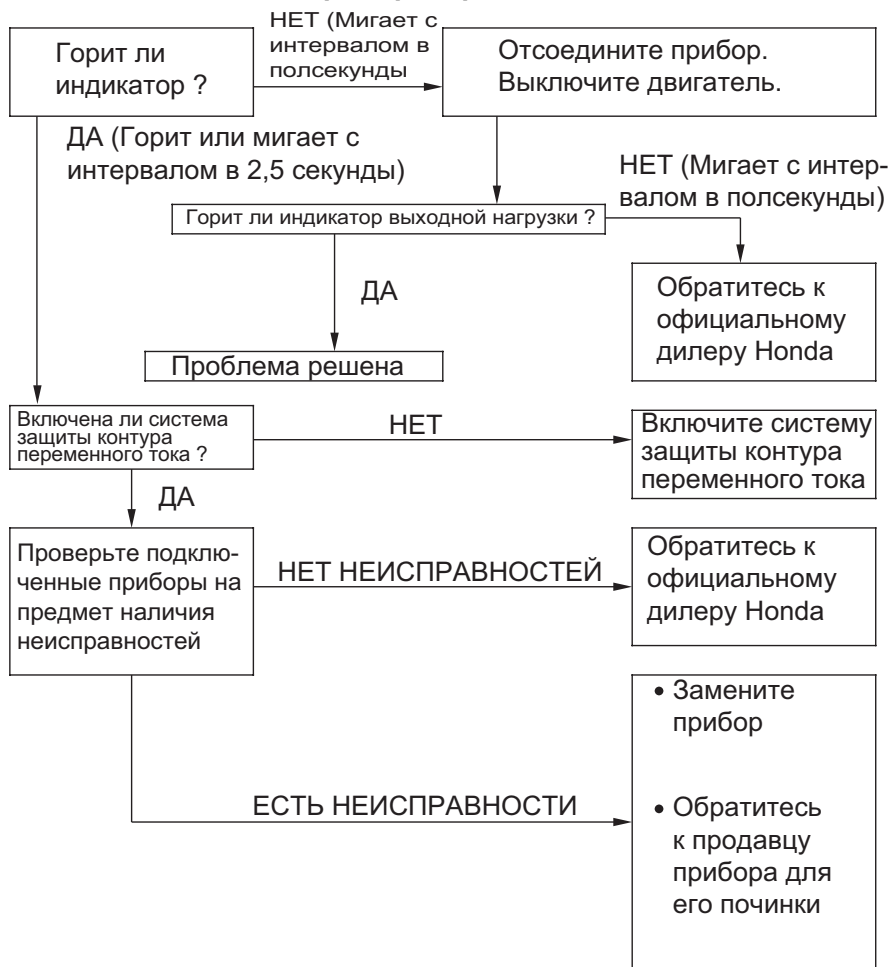 Горит ли
индикатор ?
НЕТ (Мигает с
интервалом в
полсекунды
Отсоедините прибор.
Выключите двигатель.
ДА (Горит или мигает с
интервалом в 2,5 секунды)
НЕТ (Мигает с интер-
валом в полсекунды)
Горит ли индикатор выходной нагрузки ?
ДА
Обратитесь к
официальному
дилеру Honda
Проблема решена
Включена ли система
защиты контура
переменного тока ?
НЕТ
Включите систему
защиты контура
переменного тока
ДА
Проверьте подклю-
ченные приборы на
предмет наличия
неисправностей
НЕТ НЕИСПРАВНОСТЕЙ
Обратитесь к
официальному
дилеру Honda
ЕСТЬ НЕИСПРАВНОСТИ
• Замените
прибор
• Обратитесь
к продавцу
прибора для
его починки